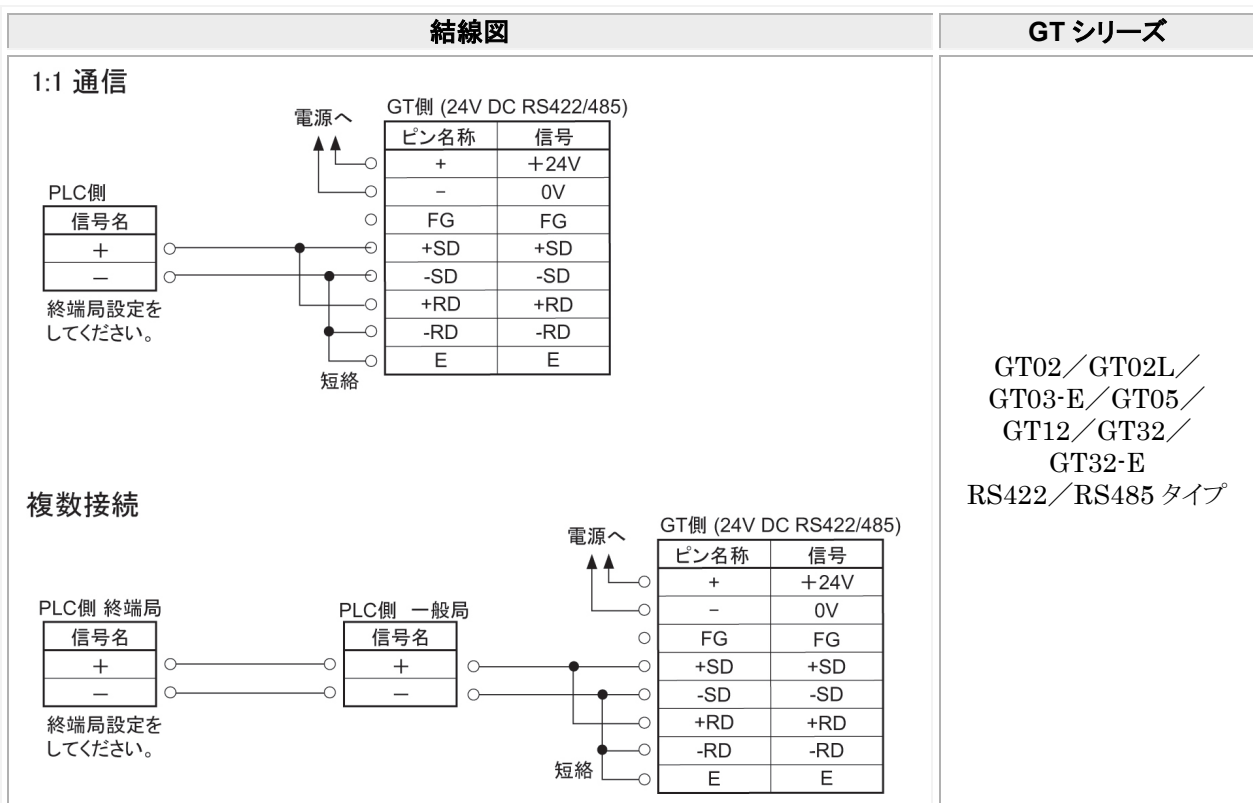 結線図
GT シリーズ
1:1 通信
電源へ
GT側 (24V DC RS422/485)
ピン名称 信号
+ +24V
− 0V
FG FG
+SD +SD
-SD -SD
+RD +RD
-RD -RD
E E
短絡
PLC側
信号名
+
−
終端局設定を
してください。
複数接続
電源へ
GT側 (24V DC RS422/485)
ピン名称 信号
+ +24V
− 0V
FG FG
+SD +SD
-SD -SD
+RD +RD
-RD -RD
E E
短絡
PLC側 終端局
信号名
+
−
終端局設定を
してください。
PLC側 一般局
信号名
+
−
GT02／GT02L／
GT03-E／GT05／
GT12／GT32／
GT32-E
RS422／RS485 タイプ